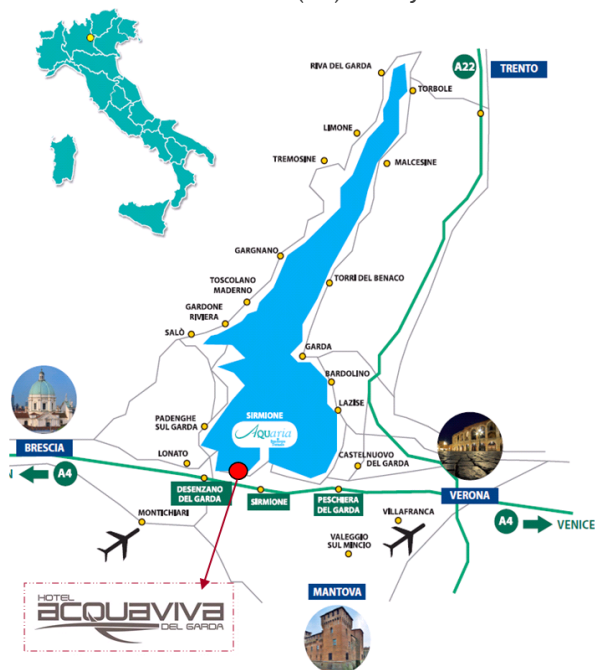 RIVA DEL GARDA
A22
TRENTO
TORBOLE
LIMONE
TREMOSINE
MALCESINE
GARGNANO
TOSCOLANO
MADERNO
TORRI DEL BENACO
GARDONE
RIVIERA
SALÒ
GARDA
BARDOLINO
LAZISE
SIRMIONE
AQUaria
PADENGHE
SUL GARDA
BRESCIA
LONATO
CASTELNUOVO
DEL GARDA
A4
DESENZANO
DEL GARDA
SIRMIONE
PESCHIERA
DEL GARDA
VERONA
MONTICHIARI
VILLAFRANCA
A4
VENICE
VALEGGIO
SUL MINCIO
HOTEL
ACQUAVIVA
DEL GARDA
MANTOVA